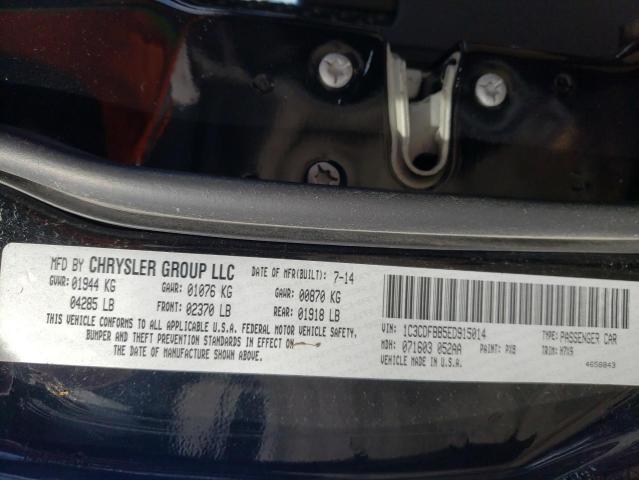 MFD BY CHRYSLER GROUP LLC DATE OF MFR(BUILT): 7-14
GVWR: 01944 KG GAWR: 01076 KG GAWR: 00870 KG
04285 LB FRONT: 02370 LB REAR: 01918 LB
THIS VEHICLE CONFORMS TO ALL APPLICABLE U.S.A. FEDERAL MOTOR VEHICLE SAFETY,
BUMPER AND THEFT PREVENTION STANDARDS IN EFFECT ON
THE DATE OF MANUFACTURE SHOWN ABOVE.
VIN: 1C3CDFBB5ED915014 TYPE: PASSENGER CAR
MDH: 071603 052AA PAINT: PXB TRIM: H7X9
VEHICLE MADE IN U.S.A. 4658843